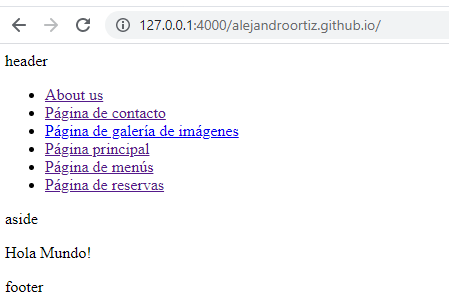 127.0.0.1:4000/alejandroortiz.github.io/
header
About us
Página de contacto
Página de galería de imágenes
Página principal
Página de menús
Página de reservas
aside
Hola Mundo!
footer